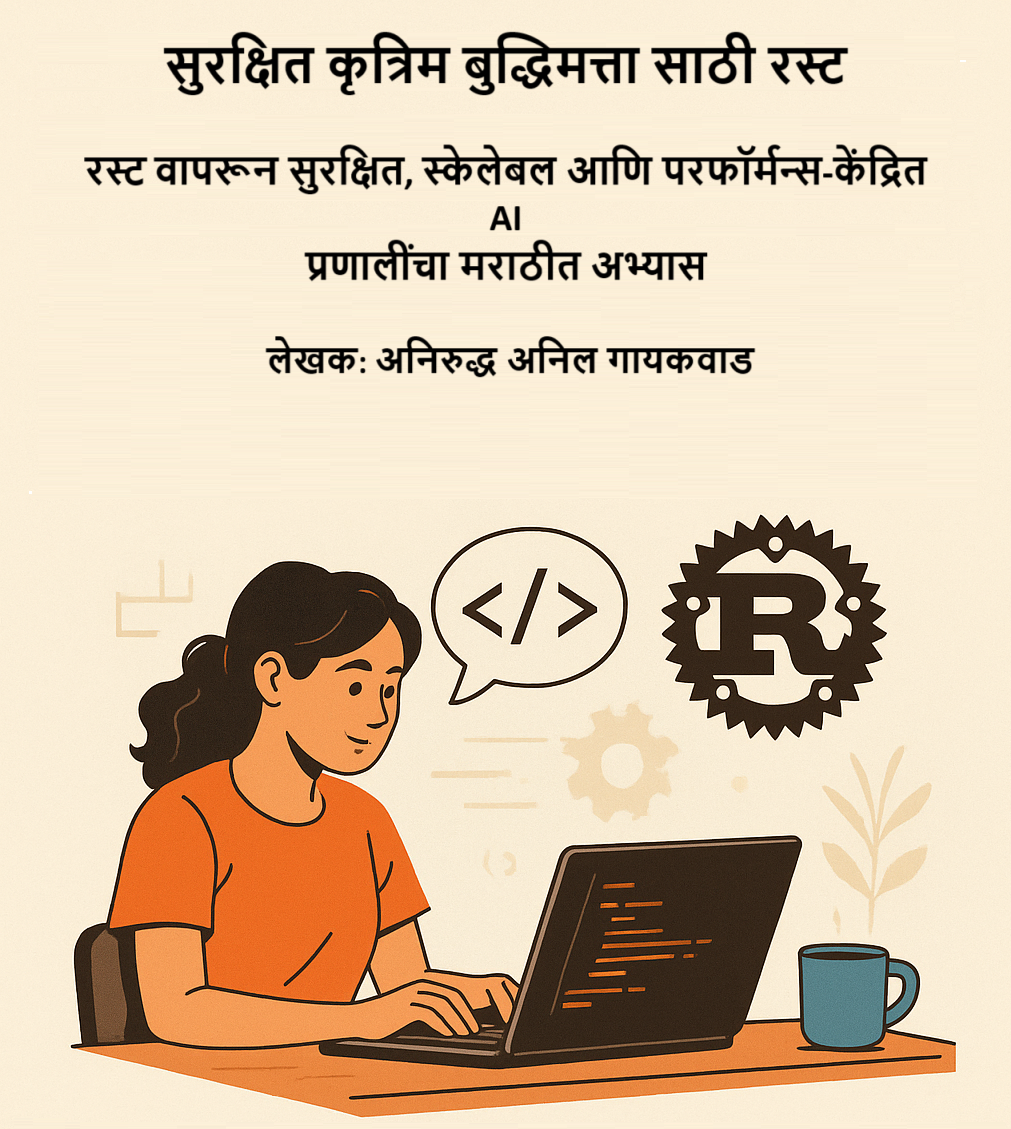 सुरक्षित कृत्रिम बुद्धिमत्ता साठी रस्ट
रस्ट वापरून सुरक्षित, स्केलेबल आणि परफॉर्मन्स-केंद्रित
AI
प्रणालींचा मराठीत अभ्यास
लेखक: अनिरुद्ध अनिल गायकवाड
</>
R